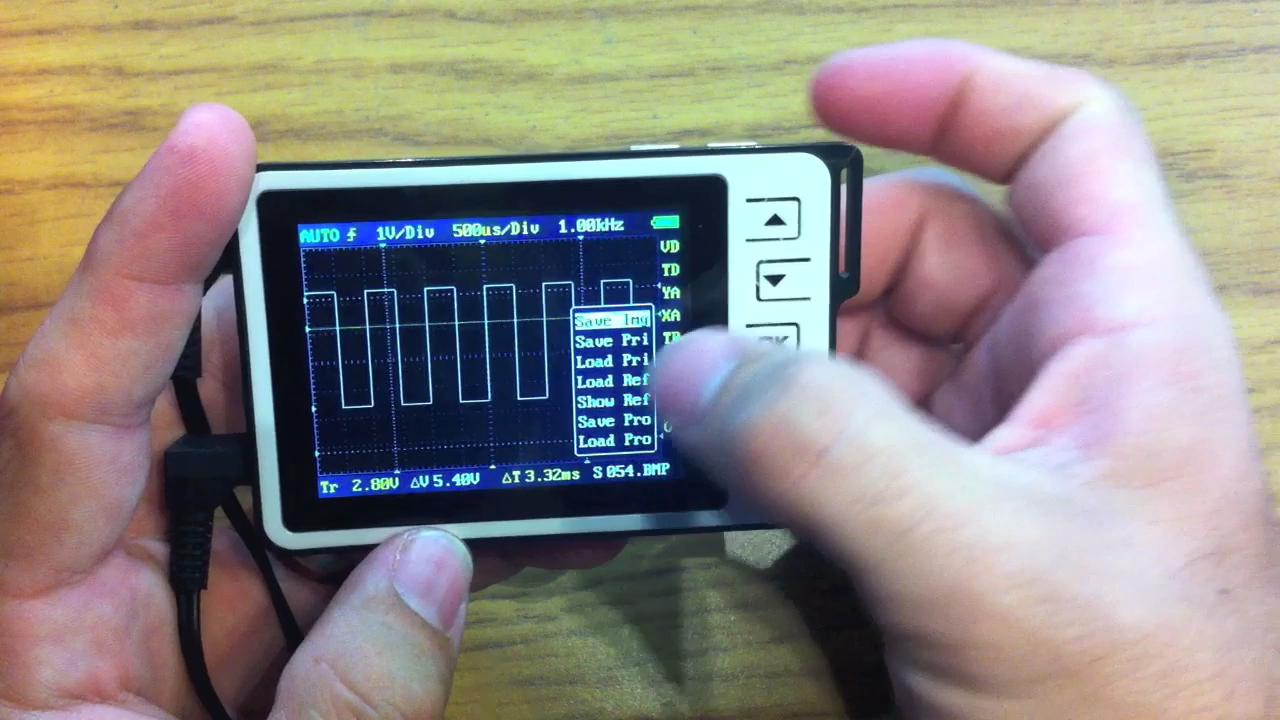 AUTO 1V/Div 500us/Div 1.00kHz
VD
TD
YA
XA
Save Img
Save Pri
Load Pri
Load Ref
Show Ref
Save Pro
Load Pro
Tr 2.80V ΔV 5.40V ΔT 3.32ms S 054.BMP